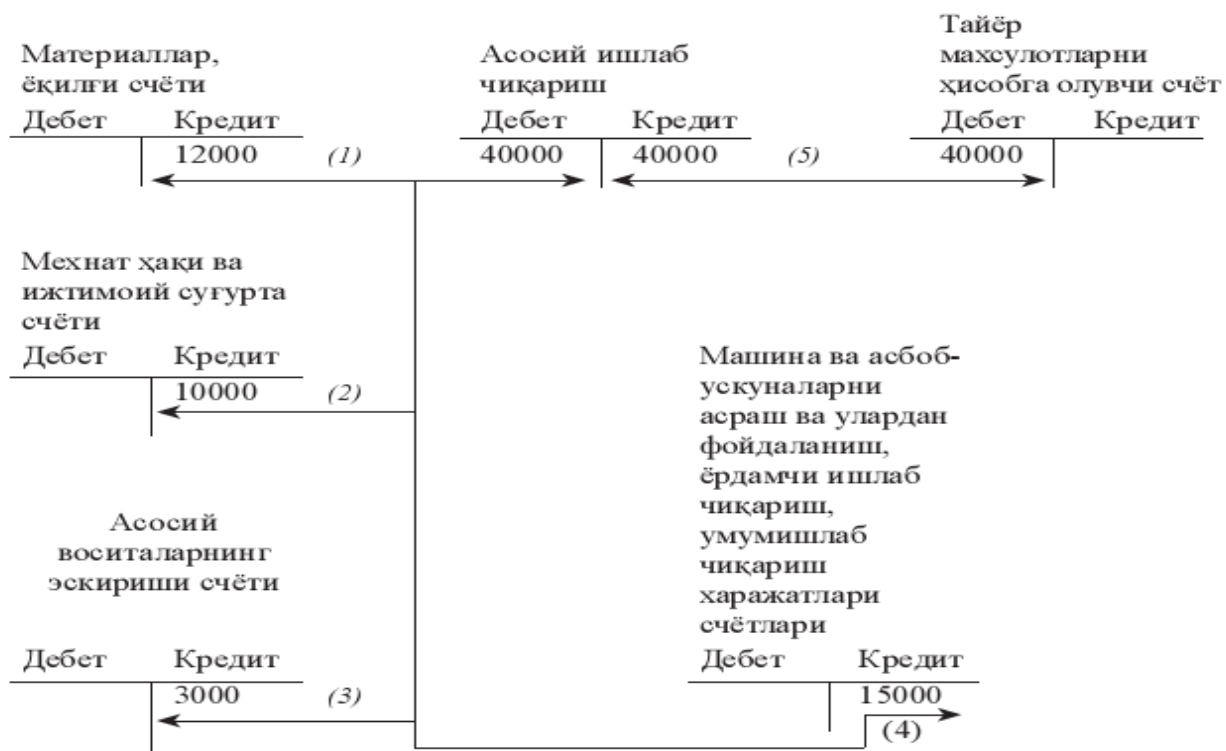 Материаллар,
ёқилғи счёти
Дебет Кредит
12000 (1)
Асосий ишлаб
чиқариш
Дебет Кредит
40000 40000 (5)
Тайёр
махсулотларни
ҳисобга олувчи счёт
Дебет Кредит
40000
Мехнат ҳақи ва
ижтимоий суғурта
счёти
Дебет Кредит
10000 (2)
Асосий
воситаларнинг
эскириши счёти
Дебет Кредит
3000 (3)
Машина ва асбоб-
ускуналарни
асраш ва улардан
фойдаланиш,
ёрдамчи ишлаб
чиқариш,
умумишлаб
чиқариш
харажатлари
счётлари
Дебет Кредит
15000
(4)